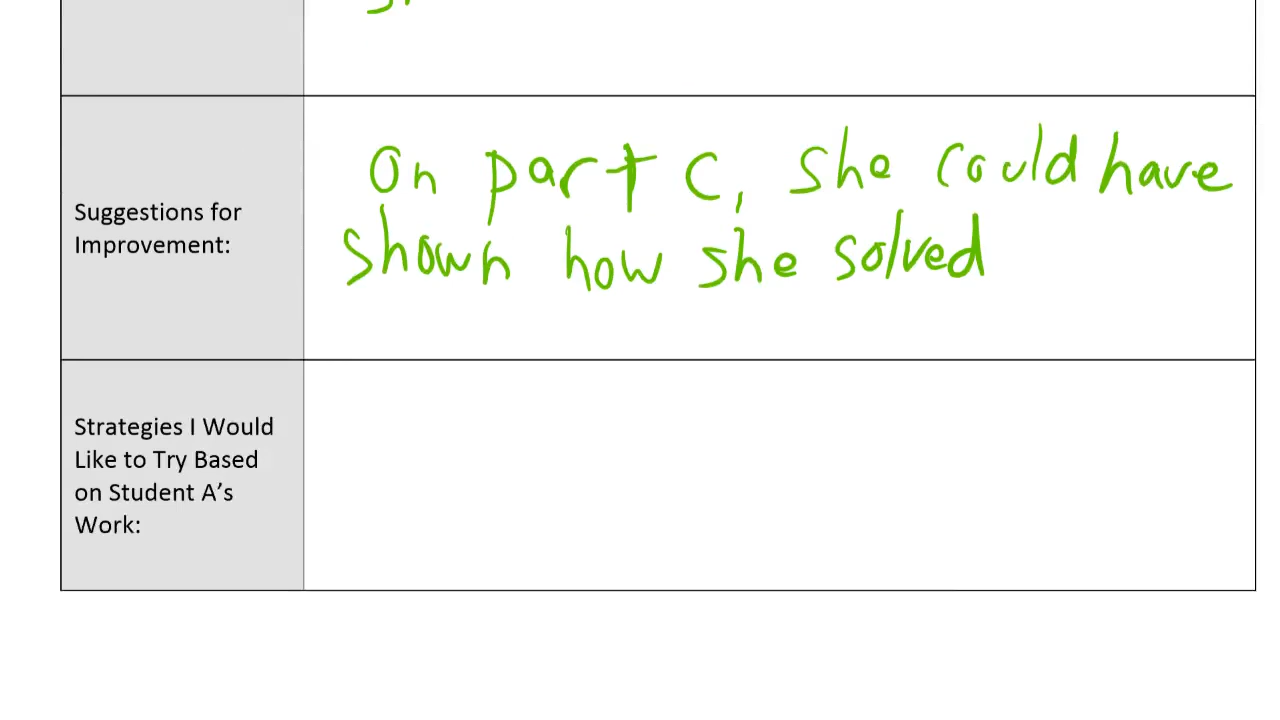 Suggestions for
Improvement:
On part C, she could have
shown how she solved
Strategies I Would
Like to Try Based
on Student A's
Work: